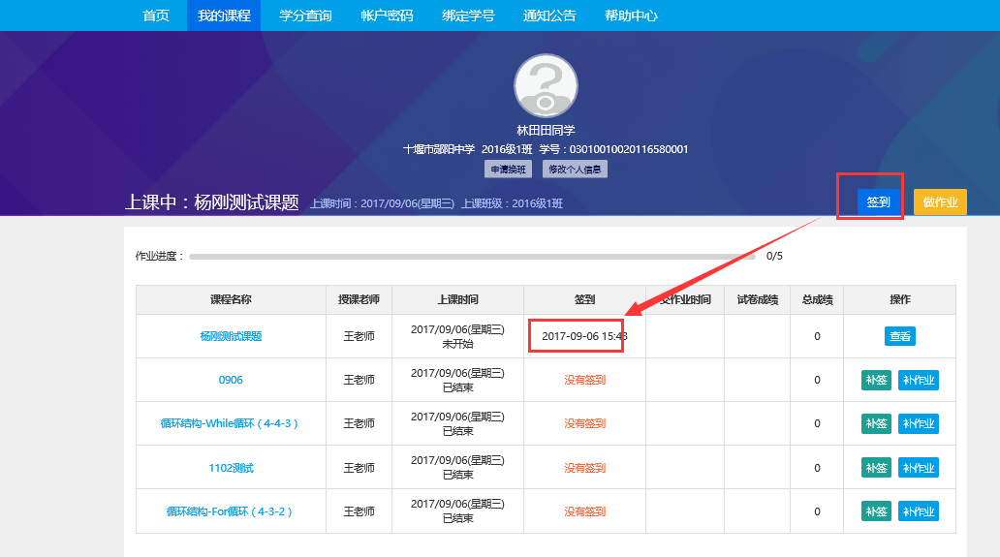 首页 我的课程 学分查询 帐户密码 绑定学号 通知公告 帮助中心
林田田同学
十堰市郧阳中学 2016级1班 学号：03010010020116580001
申请换班 修改个人信息
上课中：杨刚测试课题 上课时间：2017/09/06(星期三) 上课班级：2016级1班 签到 做作业
作业进度： 0/5
课程名称 授课老师 上课时间 签到 交作业时间 试卷成绩 总成绩 操作
杨刚测试课题 王老师 2017/09/06(星期三) 2017-09-06 15:43 0 查看
未开始
0906 王老师 2017/09/06(星期三) 没有签到 0 补签 补作业
已结束
循环结构-While循环（4-4-3） 王老师 2017/09/06(星期三) 没有签到 0 补签 补作业
已结束
1102测试 王老师 2017/09/06(星期三) 没有签到 0 补签 补作业
已结束
循环结构-For循环（4-3-2） 王老师 2017/09/06(星期三) 没有签到 0 补签 补作业
已结束